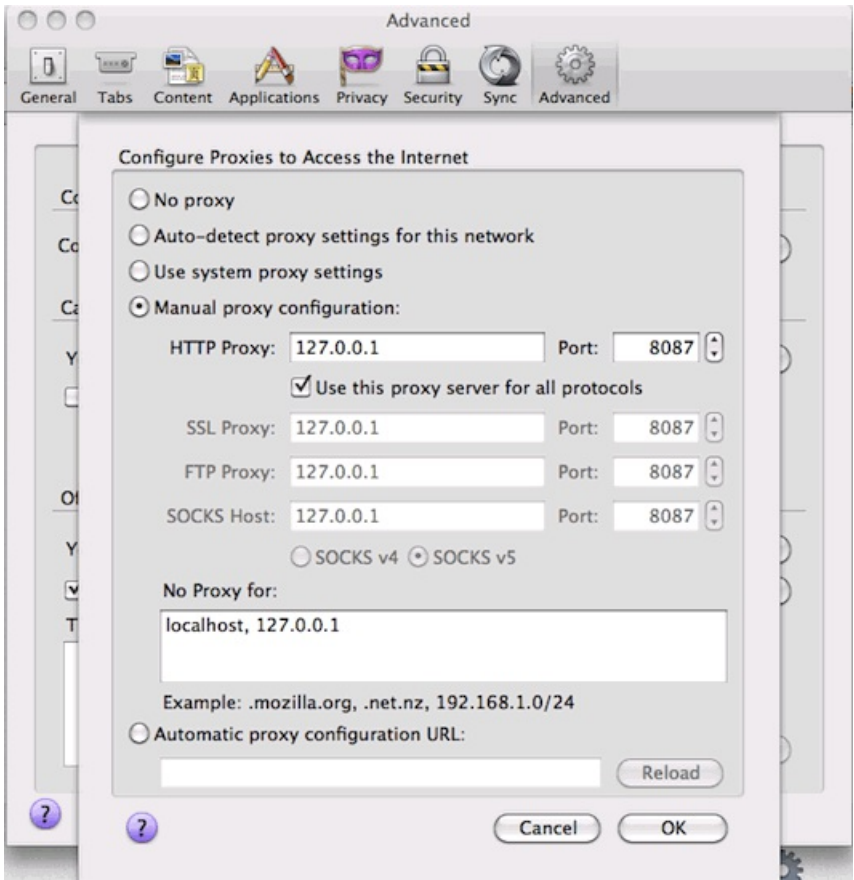 Advanced
General Tabs Content Applications Privacy Security Sync Advanced
Configure Proxies to Access the Internet
No proxy
Auto-detect proxy settings for this network
Use system proxy settings
Manual proxy configuration:
HTTP Proxy: 127.0.0.1 Port: 8087
Use this proxy server for all protocols
SSL Proxy: 127.0.0.1 Port: 8087
FTP Proxy: 127.0.0.1 Port: 8087
SOCKS Host: 127.0.0.1 Port: 8087
SOCKS v4 SOCKS v5
No Proxy for:
localhost, 127.0.0.1
Example: .mozilla.org, .net.nz, 192.168.1.0/24
Automatic proxy configuration URL:
Reload
? ? Cancel OK